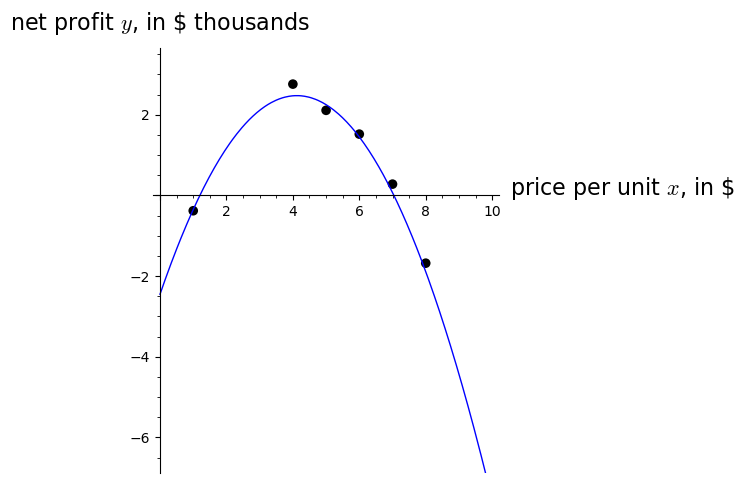 net profit y, in $ thousands
2
price per unit x, in $
2 4 6 8 10
−2
−4
−6